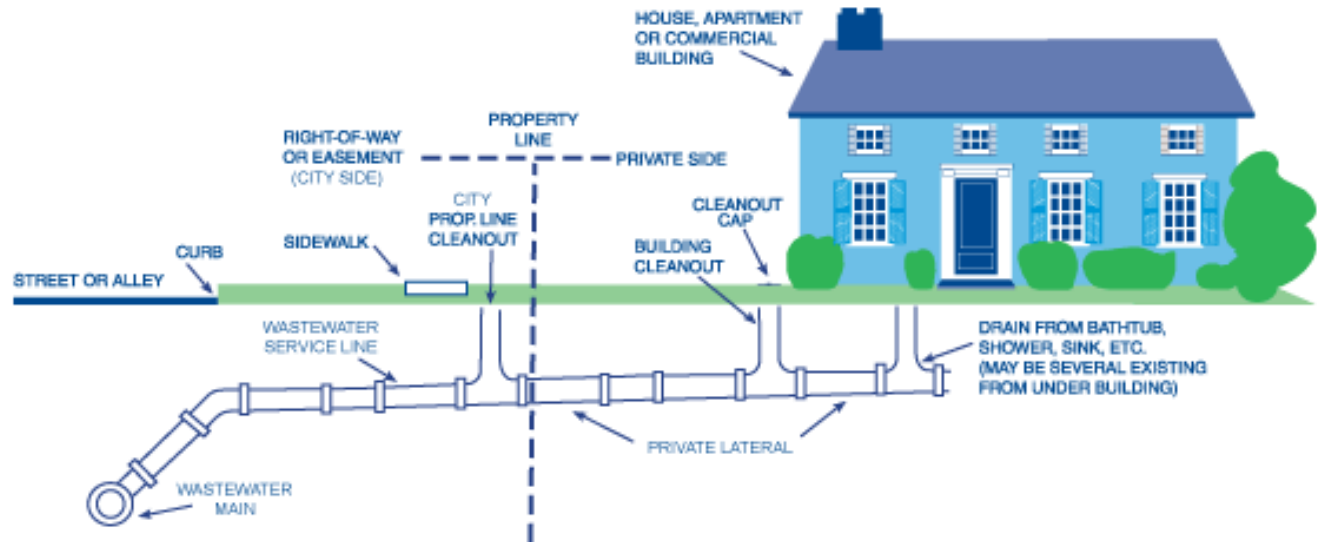 HOUSE, APARTMENT
OR COMMERCIAL
BUILDING
PROPERTY
LINE
RIGHT-OF-WAY
OR EASEMENT
(CITY SIDE)
PRIVATE SIDE
CITY
PROP. LINE
CLEANOUT
CLEANOUT
CAP
SIDEWALK
BUILDING
CLEANOUT
CURB
STREET OR ALLEY
WASTEWATER
SERVICE LINE
DRAIN FROM BATHTUB,
SHOWER, SINK, ETC.
(MAY BE SEVERAL EXISTING
FROM UNDER BUILDING)
PRIVATE LATERAL
WASTEWATER
MAIN